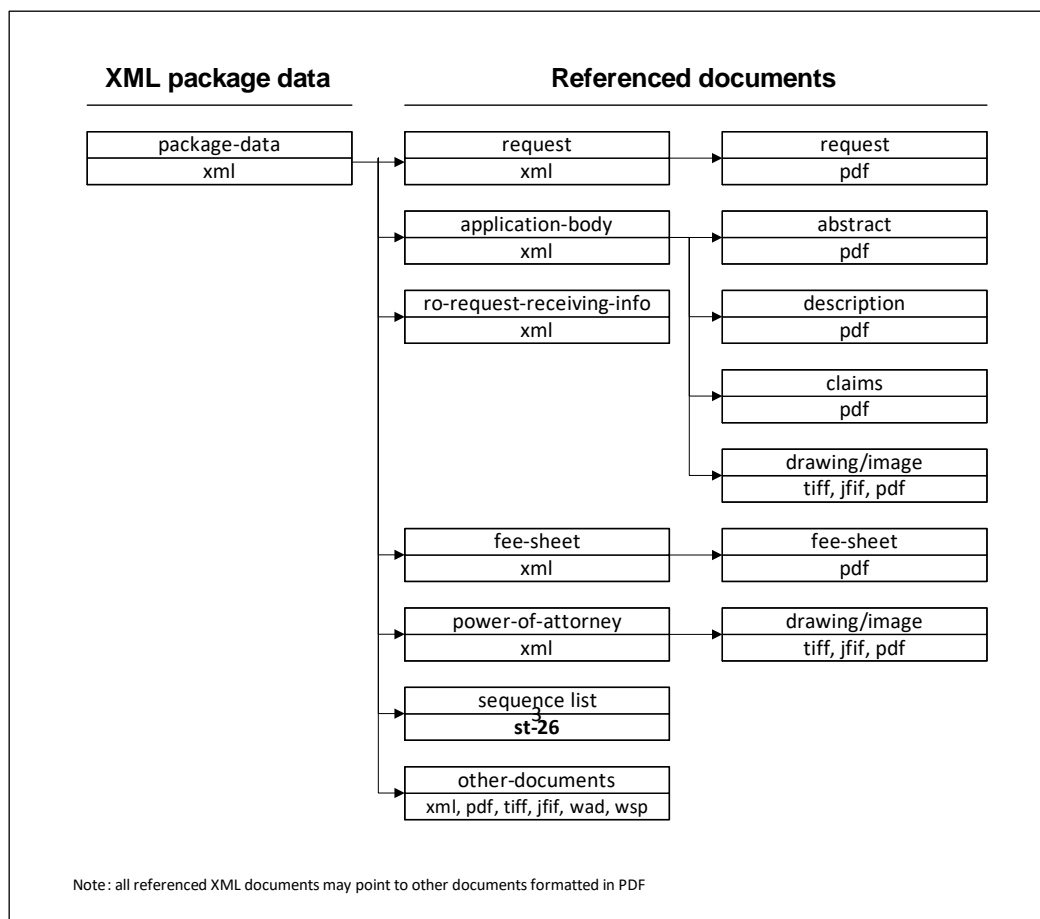 XML package data
Referenced documents
package-data
xml
request
xml
request
pdf
application-body
xml
abstract
pdf
ro-request-receiving-info
xml
description
pdf
claims
pdf
drawing/image
tiff, jfif, pdf
fee-sheet
xml
fee-sheet
pdf
power-of-attorney
xml
drawing/image
tiff, jfif, pdf
sequence list
3
st-26
other-documents
xml, pdf, tiff, jfif, wad, wsp
Note : all referenced XML documents may point to other documents formatted in PDF